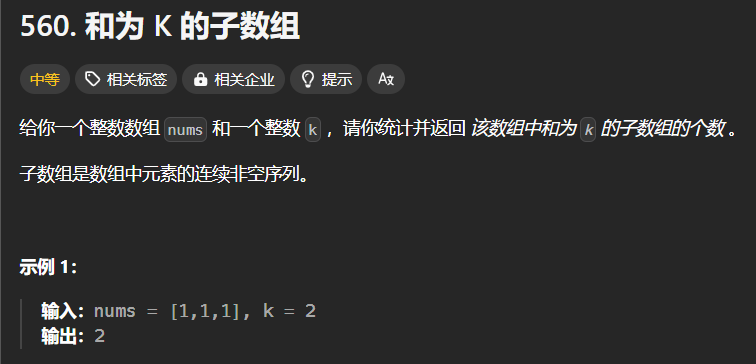 560. 和为 K 的子数组
中等 相关标签 相关企业 提示
给你一个整数数组 nums 和一个整数 k ，请你统计并返回 该数组中和为 k 的子数组的个数 。
子数组是数组中元素的连续非空序列。
示例 1：
输入：nums = [1,1,1], k = 2
输出：2